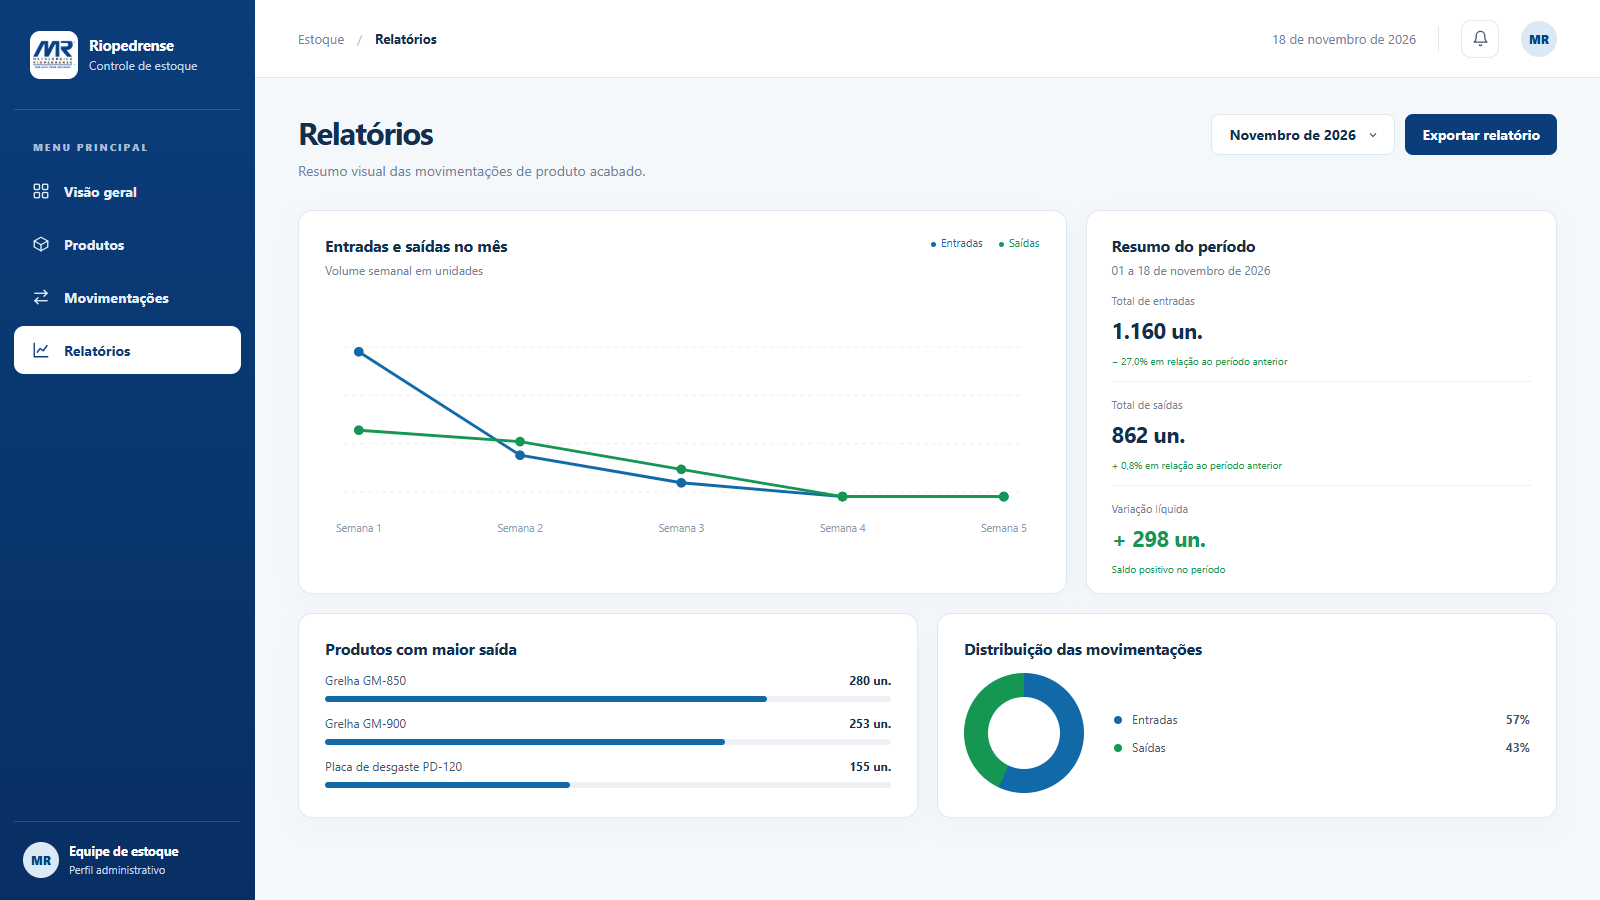 MR
METALÚRGICA
RIOPEDRENSE
Riopedrense
Controle de estoque
MENU PRINCIPAL
Visão geral
Produtos
Movimentações
Relatórios
MR
Equipe de estoque
Perfil administrativo
Estoque / Relatórios
18 de novembro de 2026
MR
Relatórios
Resumo visual das movimentações de produto acabado.
Novembro de 2026
Exportar relatório
Entradas e saídas no mês
Volume semanal em unidades
Entradas
Saídas
Semana 1
Semana 2
Semana 3
Semana 4
Semana 5
Resumo do período
01 a 18 de novembro de 2026
Total de entradas
1.160 un.
− 27,0% em relação ao período anterior
Total de saídas
862 un.
+ 0,8% em relação ao período anterior
Variação líquida
+ 298 un.
Saldo positivo no período
Produtos com maior saída
Grelha GM-850 280 un.
Grelha GM-900 253 un.
Placa de desgaste PD-120 155 un.
Distribuição das movimentações
Entradas 57%
Saídas 43%